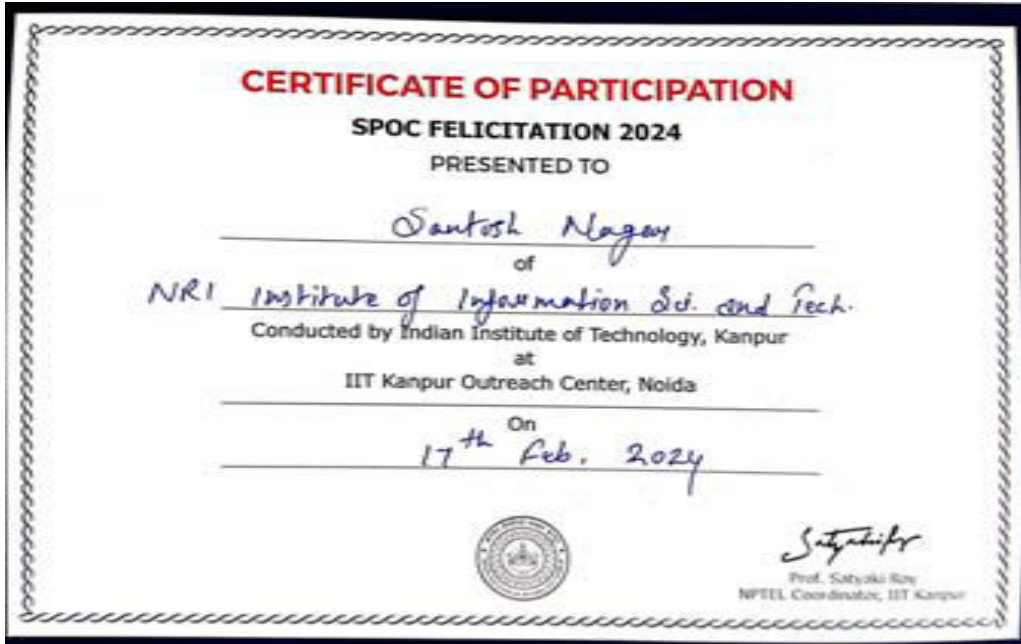 CERTIFICATE OF PARTICIPATION
SPOC FELICITATION 2024
PRESENTED TO
Santosh Nagar
of
NRI Institute of Information Sci. and Tech.
Conducted by Indian Institute of Technology, Kanpur
at
IIT Kanpur Outreach Center, Noida
On
17th Feb. 2024
Prof. Satyaki Roy
NPTEL Coordinator, IIT Kanpur